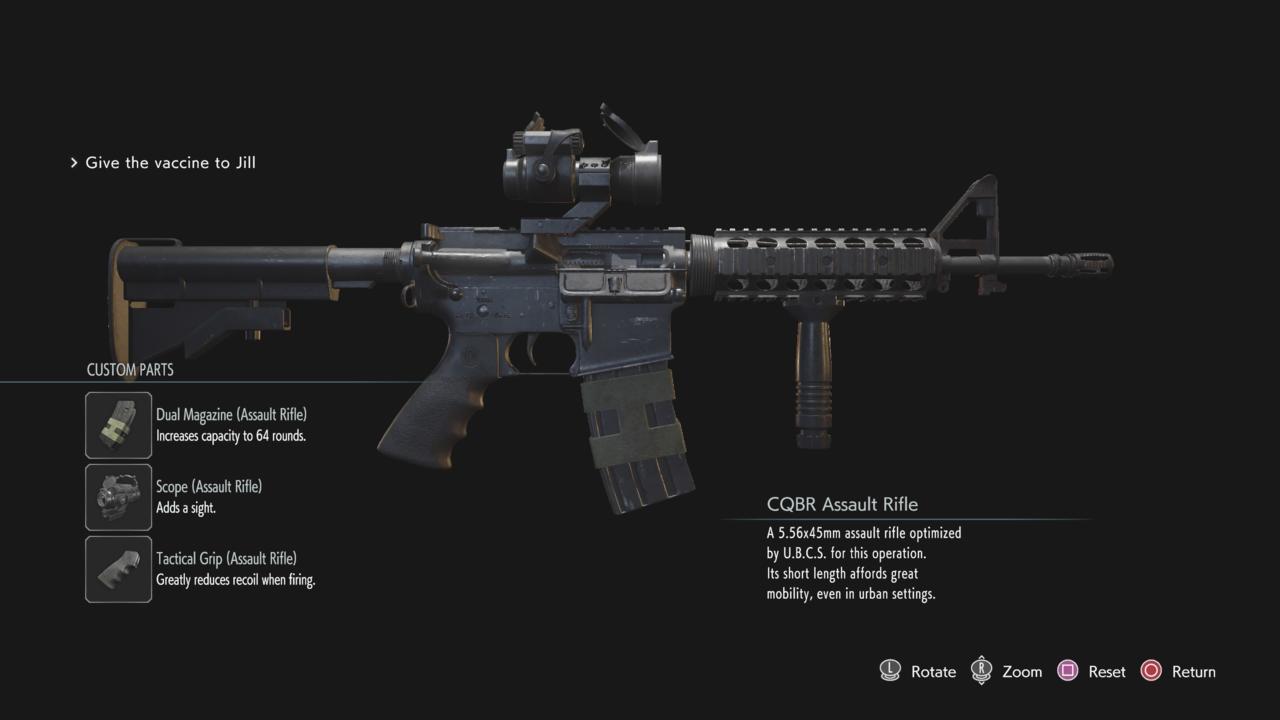 > Give the vaccine to Jill
CUSTOM PARTS
Dual Magazine (Assault Rifle)
Increases capacity to 64 rounds.
Scope (Assault Rifle)
Adds a sight.
Tactical Grip (Assault Rifle)
Greatly reduces recoil when firing.
CQBR Assault Rifle
A 5.56x45mm assault rifle optimized
by U.B.C.S. for this operation.
Its short length affords great
mobility, even in urban settings.
L Rotate R Zoom Reset Return